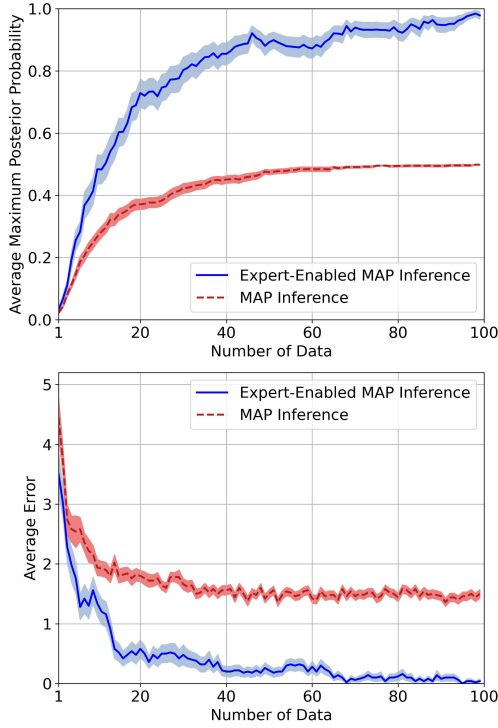 1.0
0.8
0.6
0.4
0.2
0.0
Average Maximum Posterior Probability
Expert-Enabled MAP Inference
MAP Inference
1 20 40 60 80 100
Number of Data
5
4
3
2
1
0
Average Error
Expert-Enabled MAP Inference
MAP Inference
1 20 40 60 80 100
Number of Data